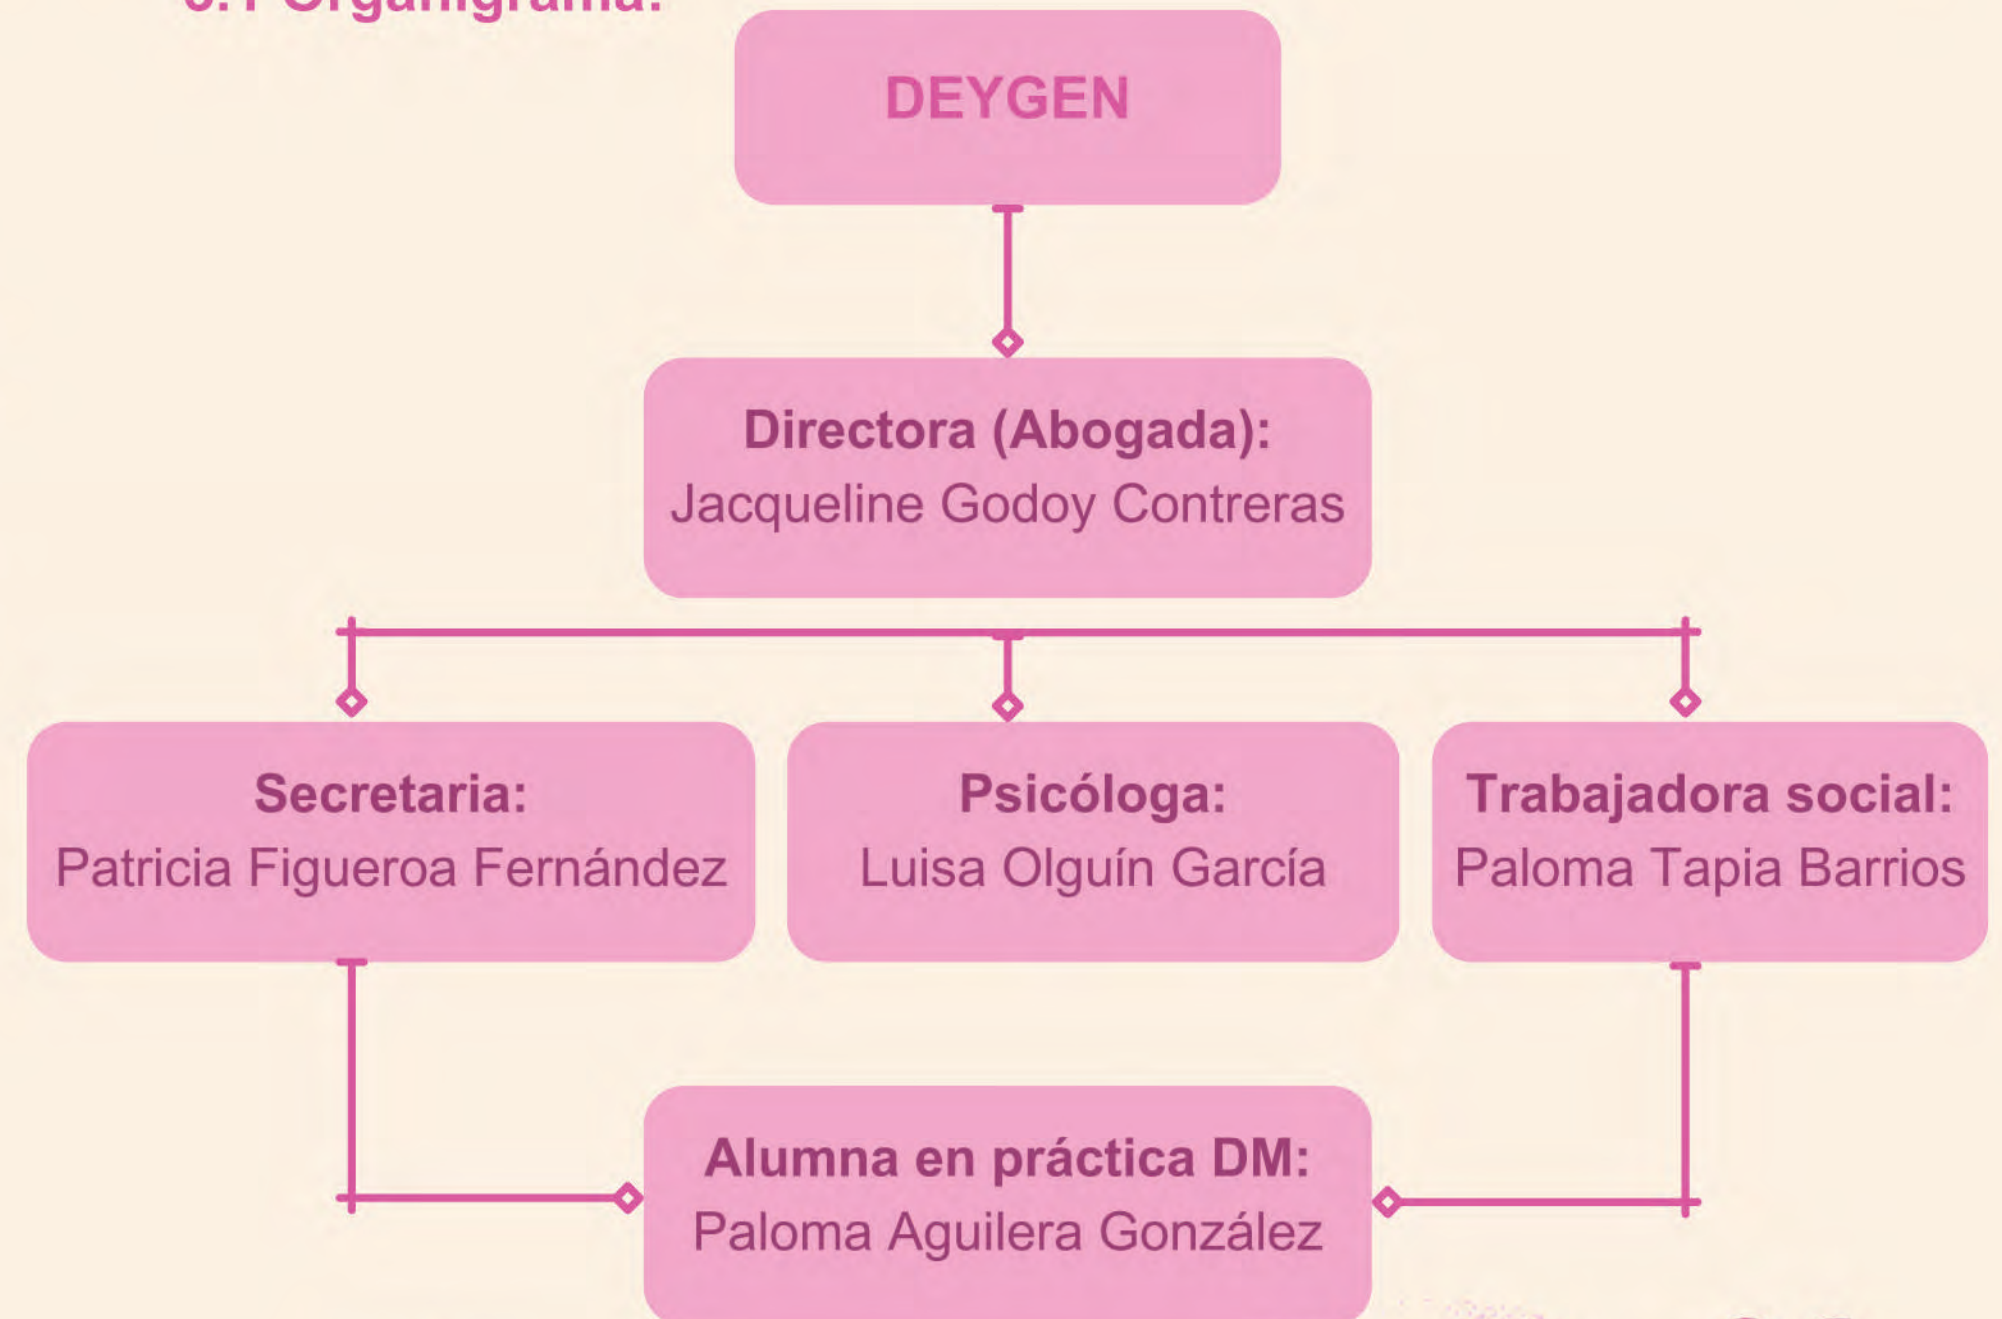 Organigrama:
DEYGEN
Directora (Abogada):
Jacqueline Godoy Contreras
Secretaria:
Patricia Figueroa Fernández
Psicóloga:
Luisa Olguín García
Trabajadora social:
Paloma Tapia Barrios
Alumna en práctica DM:
Paloma Aguilera González